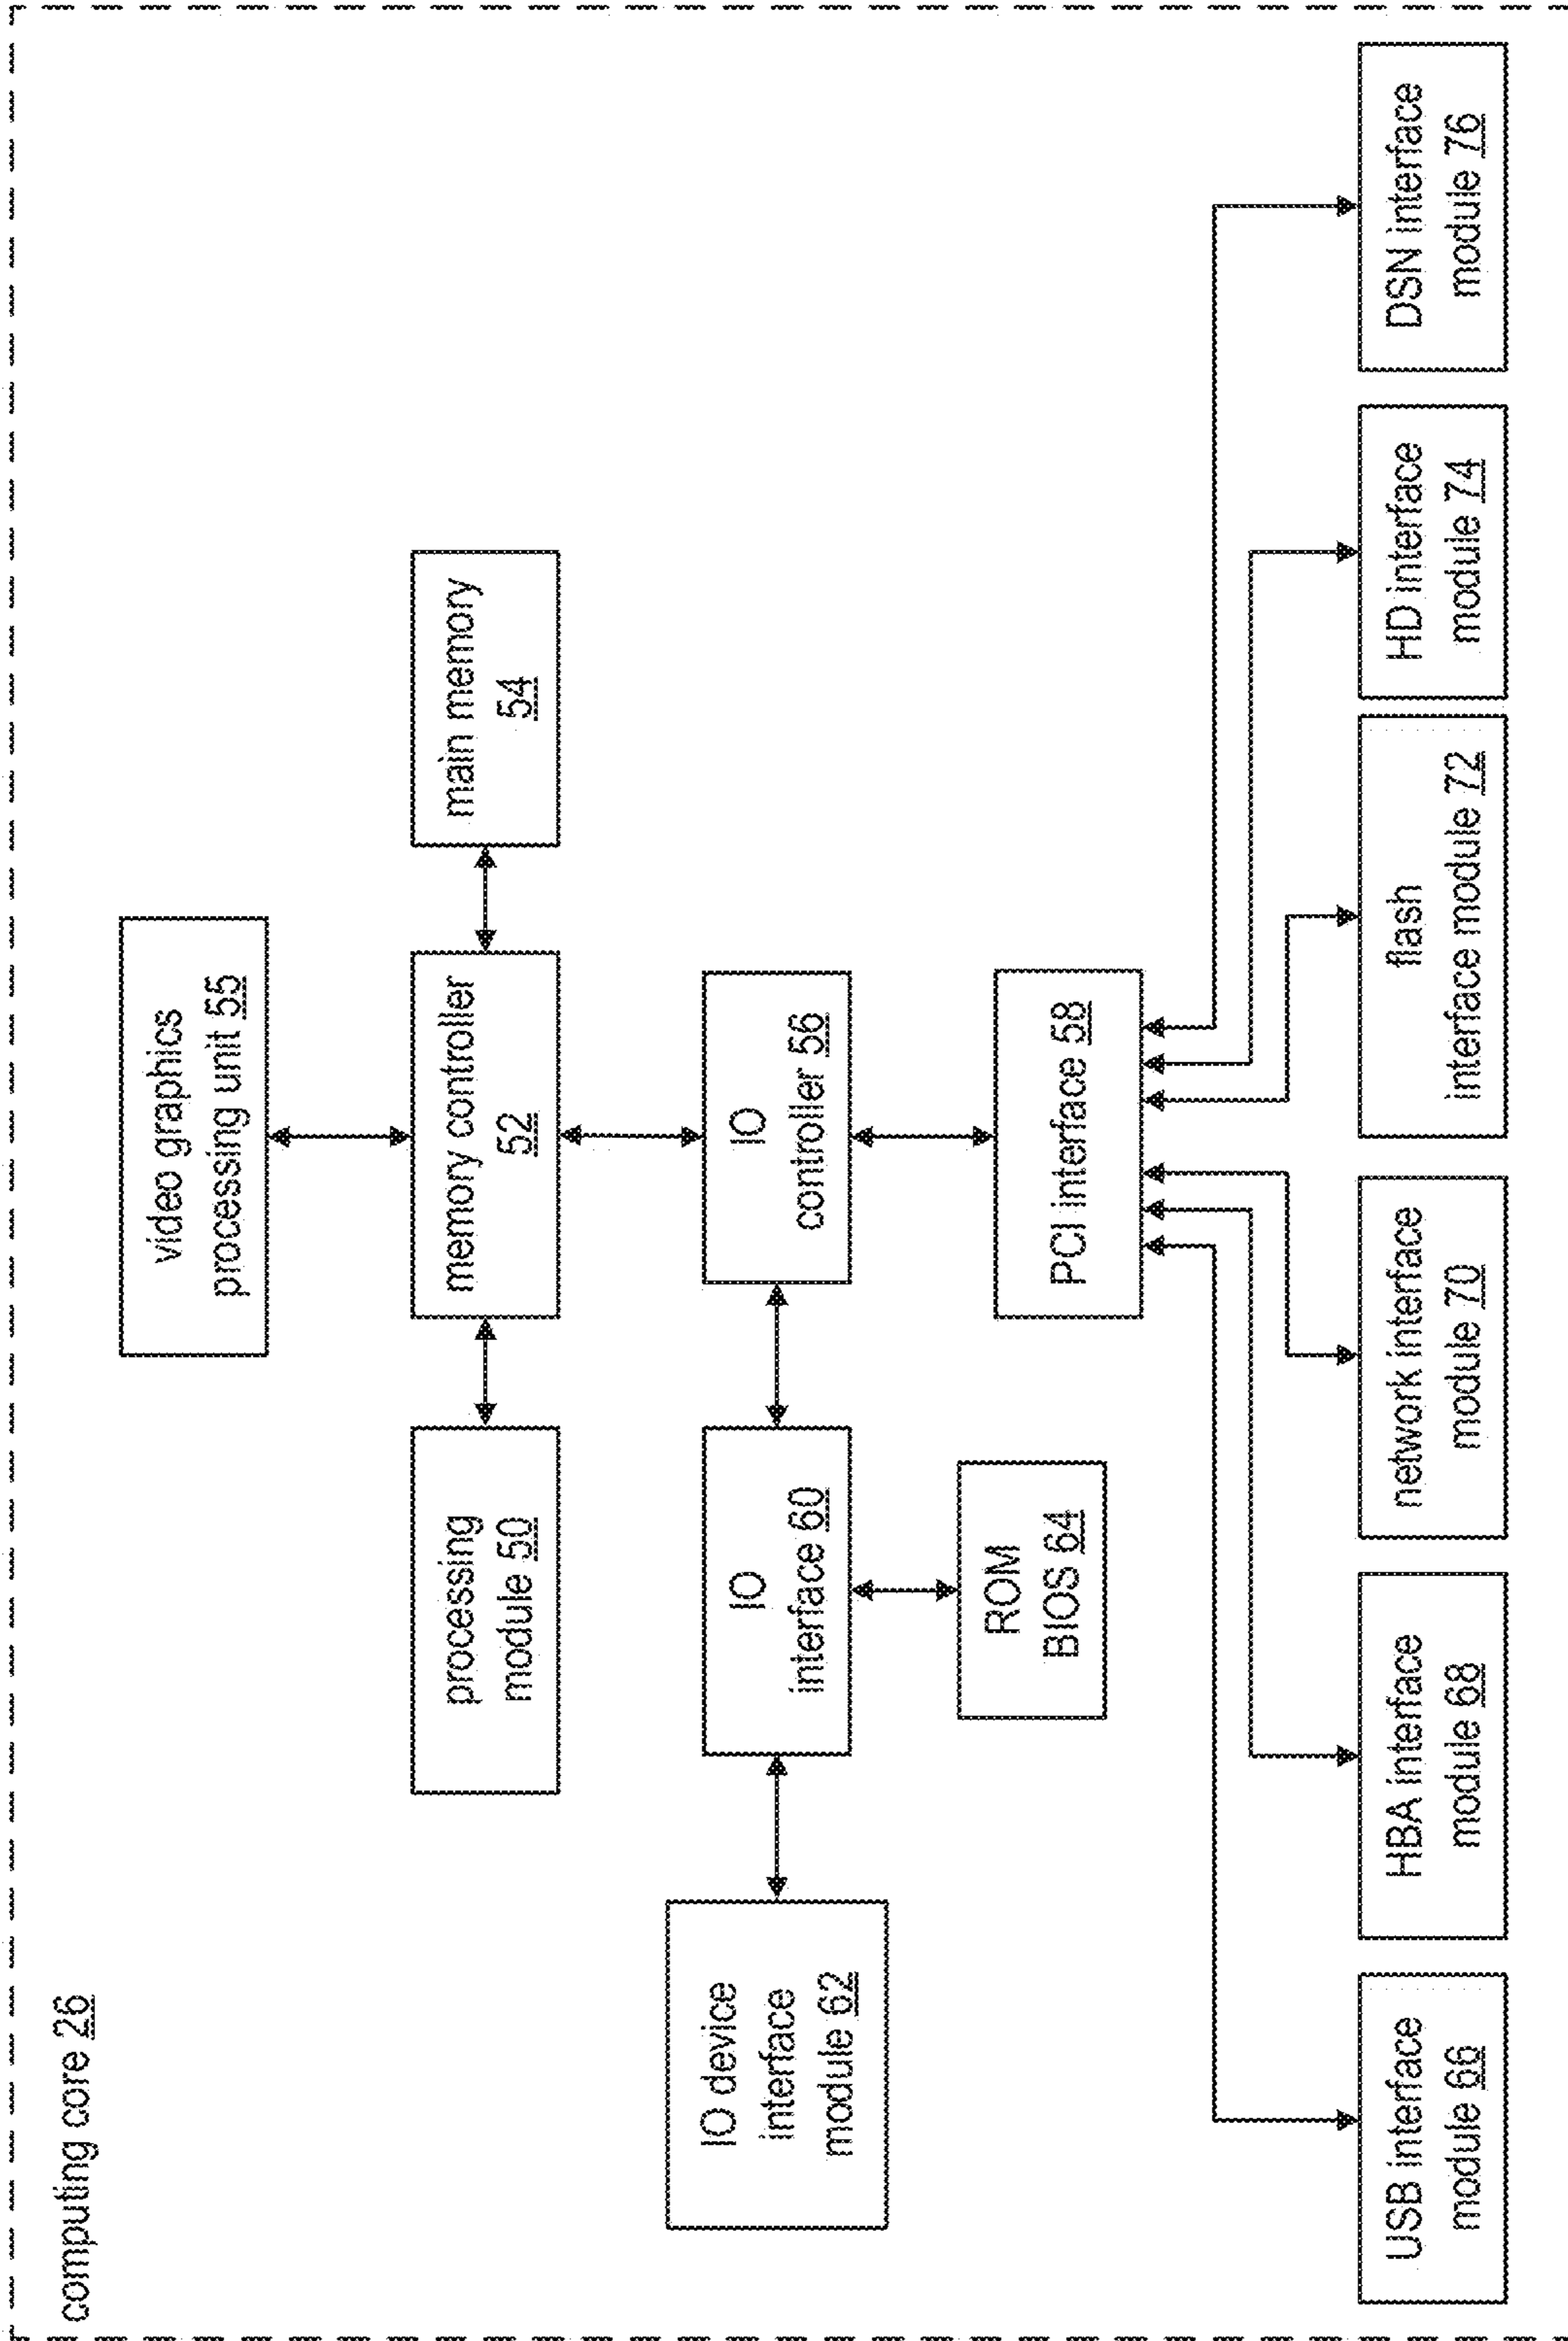 computing core 26
video graphics
processing unit 55
processing
module 50
memory controller
52
main memory
54
IO device
interface
module 62
IO
interface 60
IO
controller 56
ROM
BIOS 64
PCI interface 58
USB interface
module 66
HBA interface
module 68
network interface
module 70
flash
interface module 72
HD interface
module 74
DSN interface
module 76